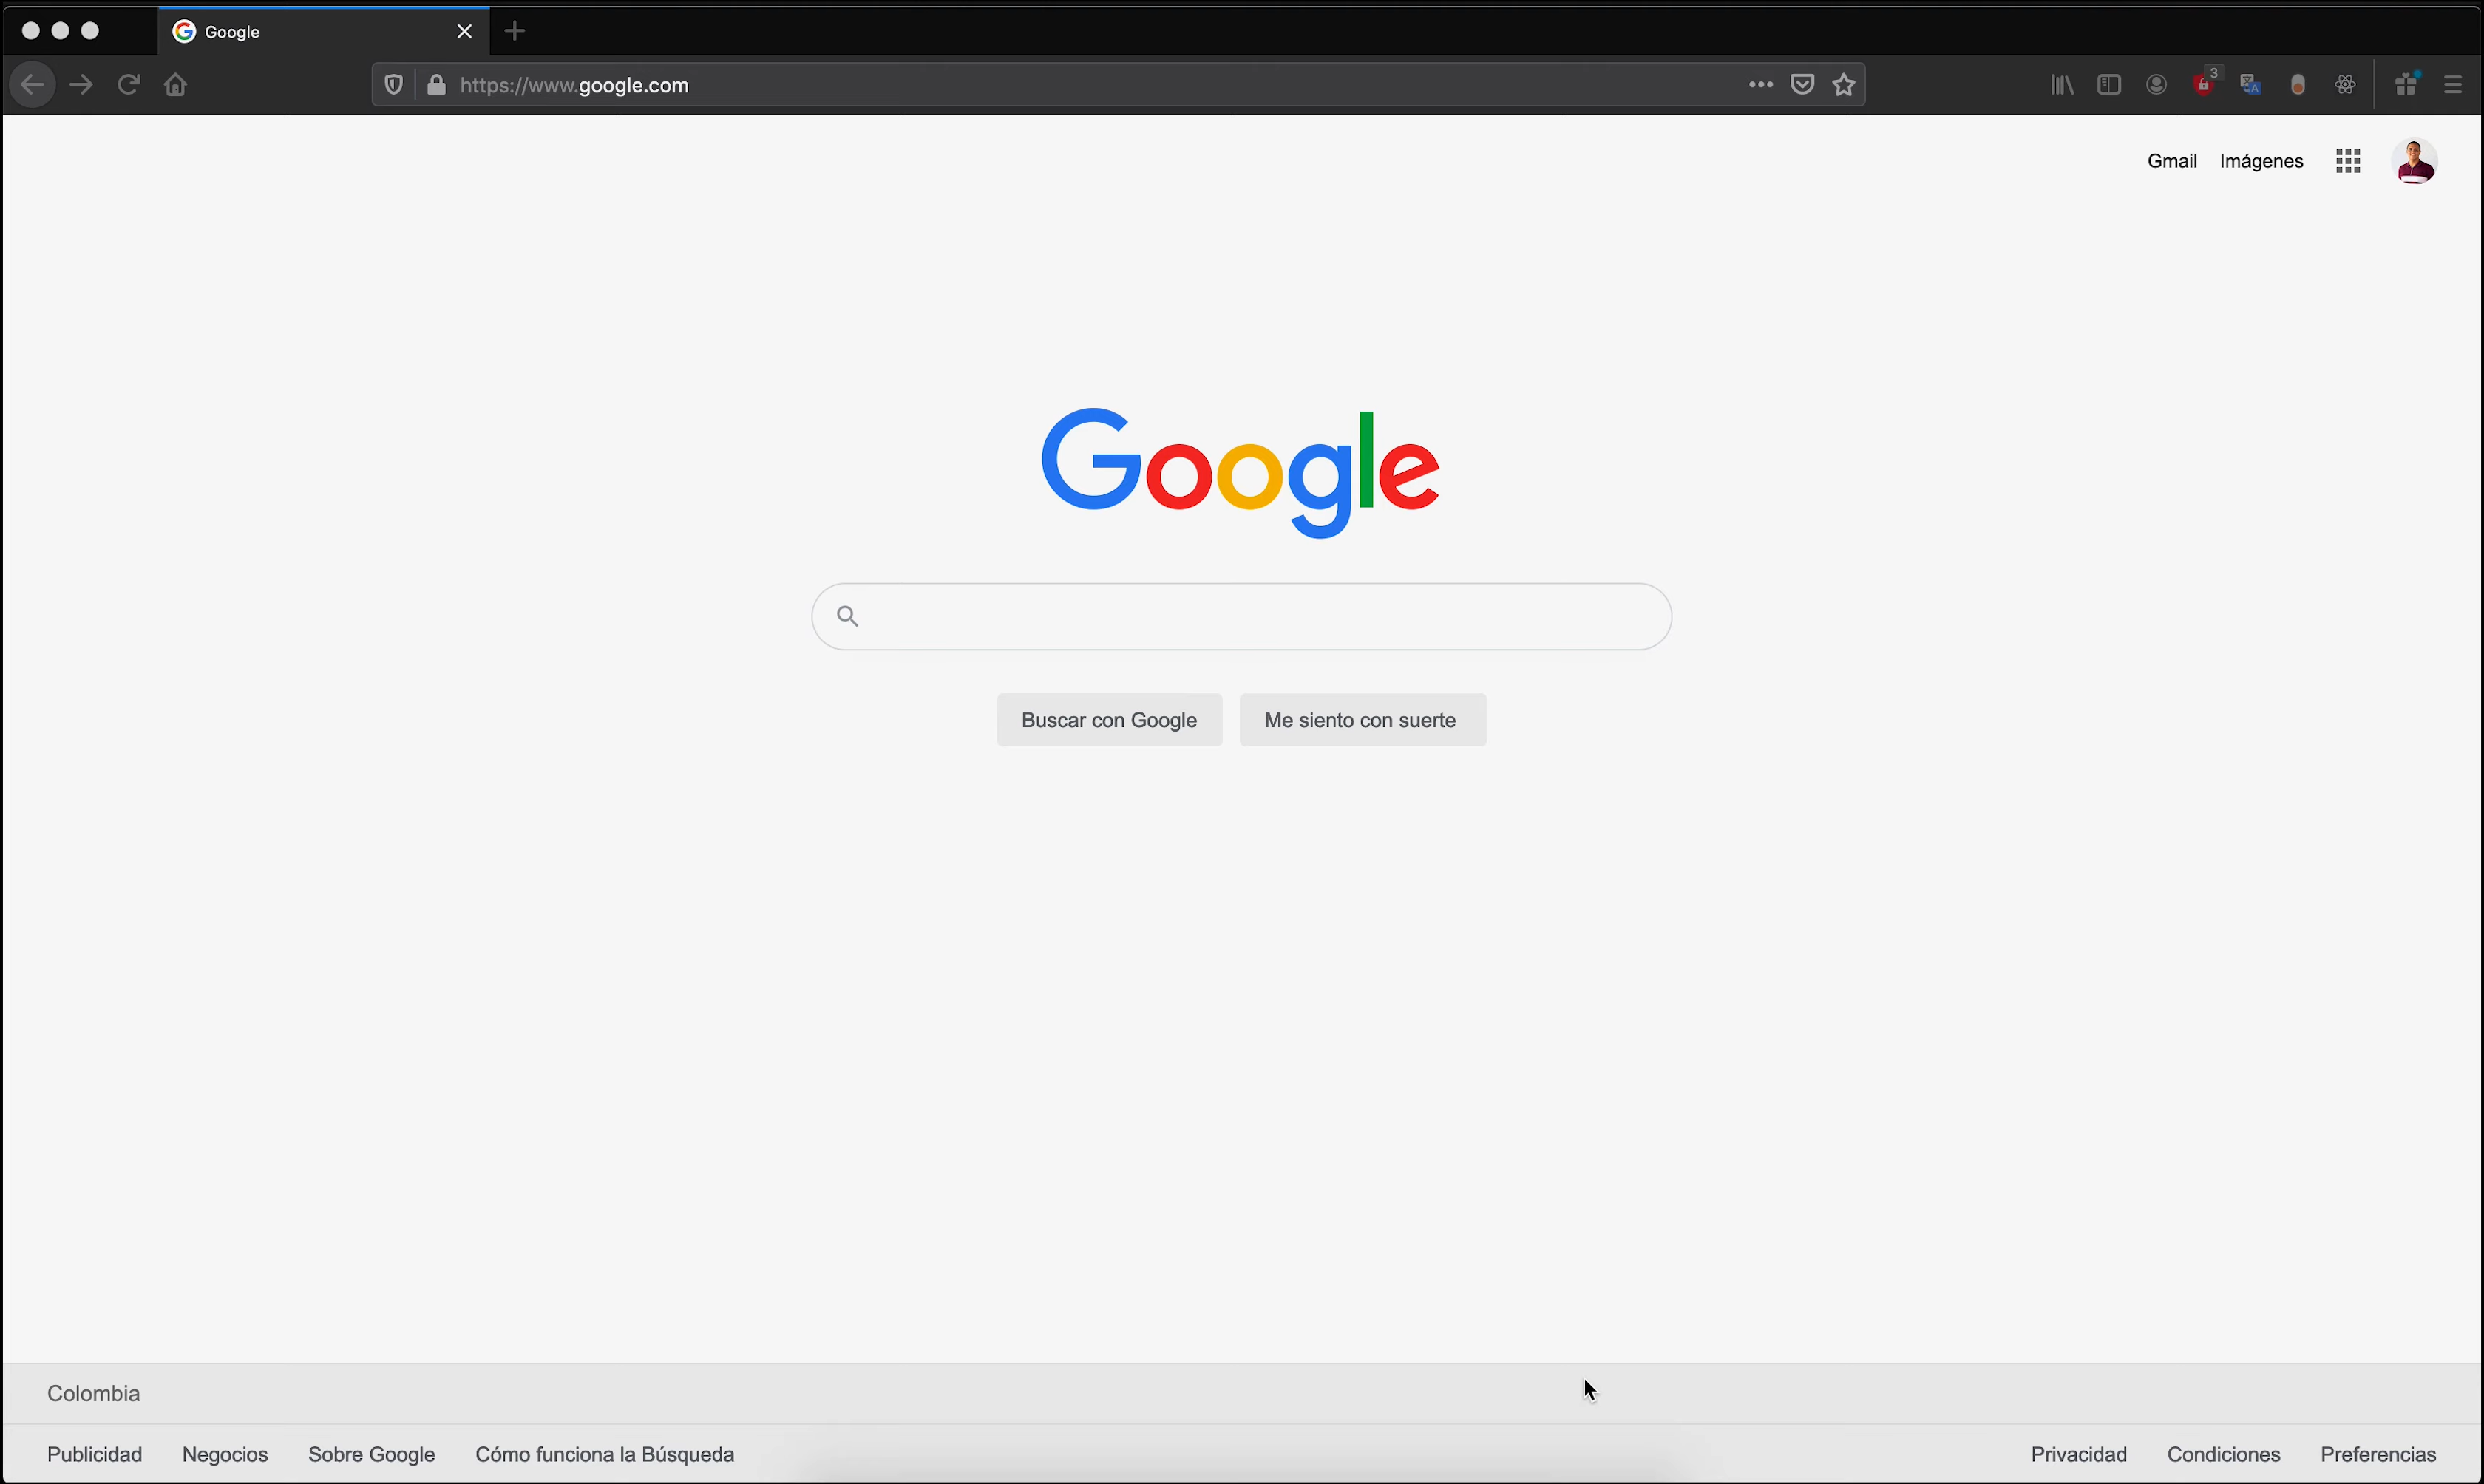 Google
https://www.google.com
3
Gmail Imágenes
Google
Buscar con Google Me siento con suerte
Colombia
Publicidad Negocios Sobre Google Cómo funciona la Búsqueda Privacidad Condiciones Preferencias